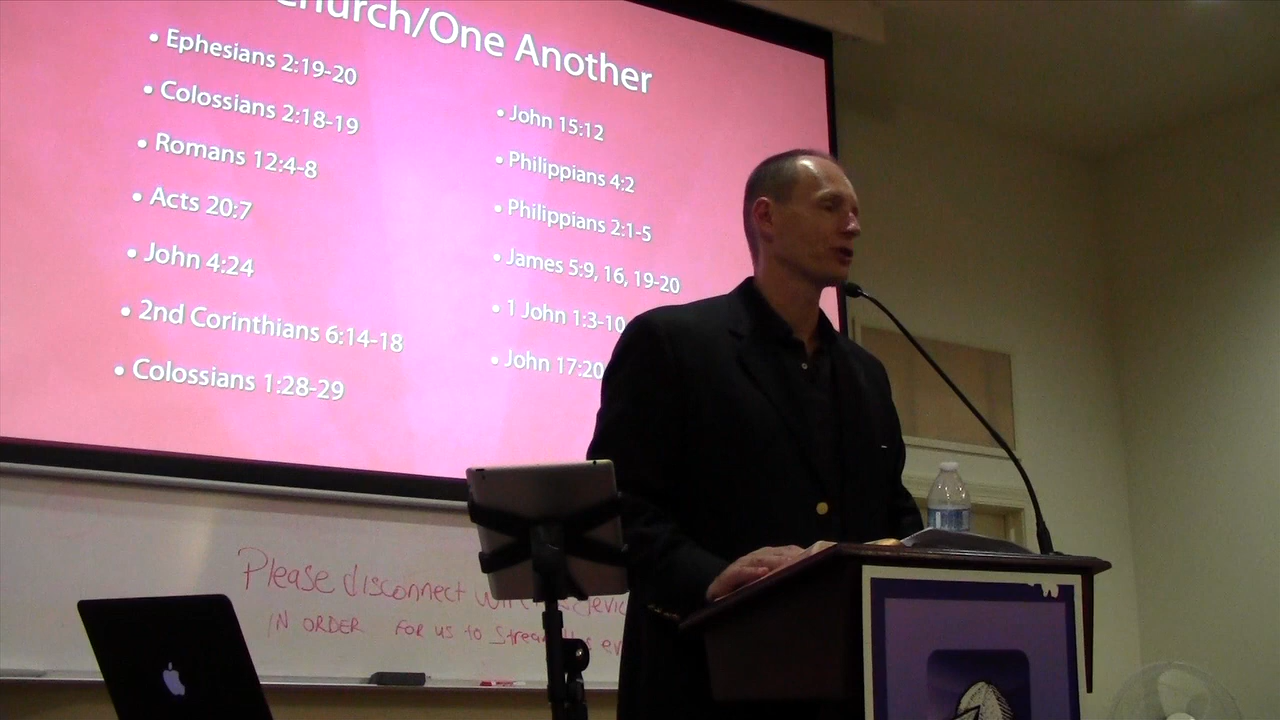 Church/One Another
• Ephesians 2:19-20
• Colossians 2:18-19
• Romans 12:4-8
• Acts 20:7
• John 4:24
• 2nd Corinthians 6:14-18
• Colossians 1:28-29
• John 15:12
• Philippians 4:2
• Philippians 2:1-5
• James 5:9, 16, 19-20
• 1 John 1:3-10
• John 17:20
Please disconnect
IN ORDER FOR us to